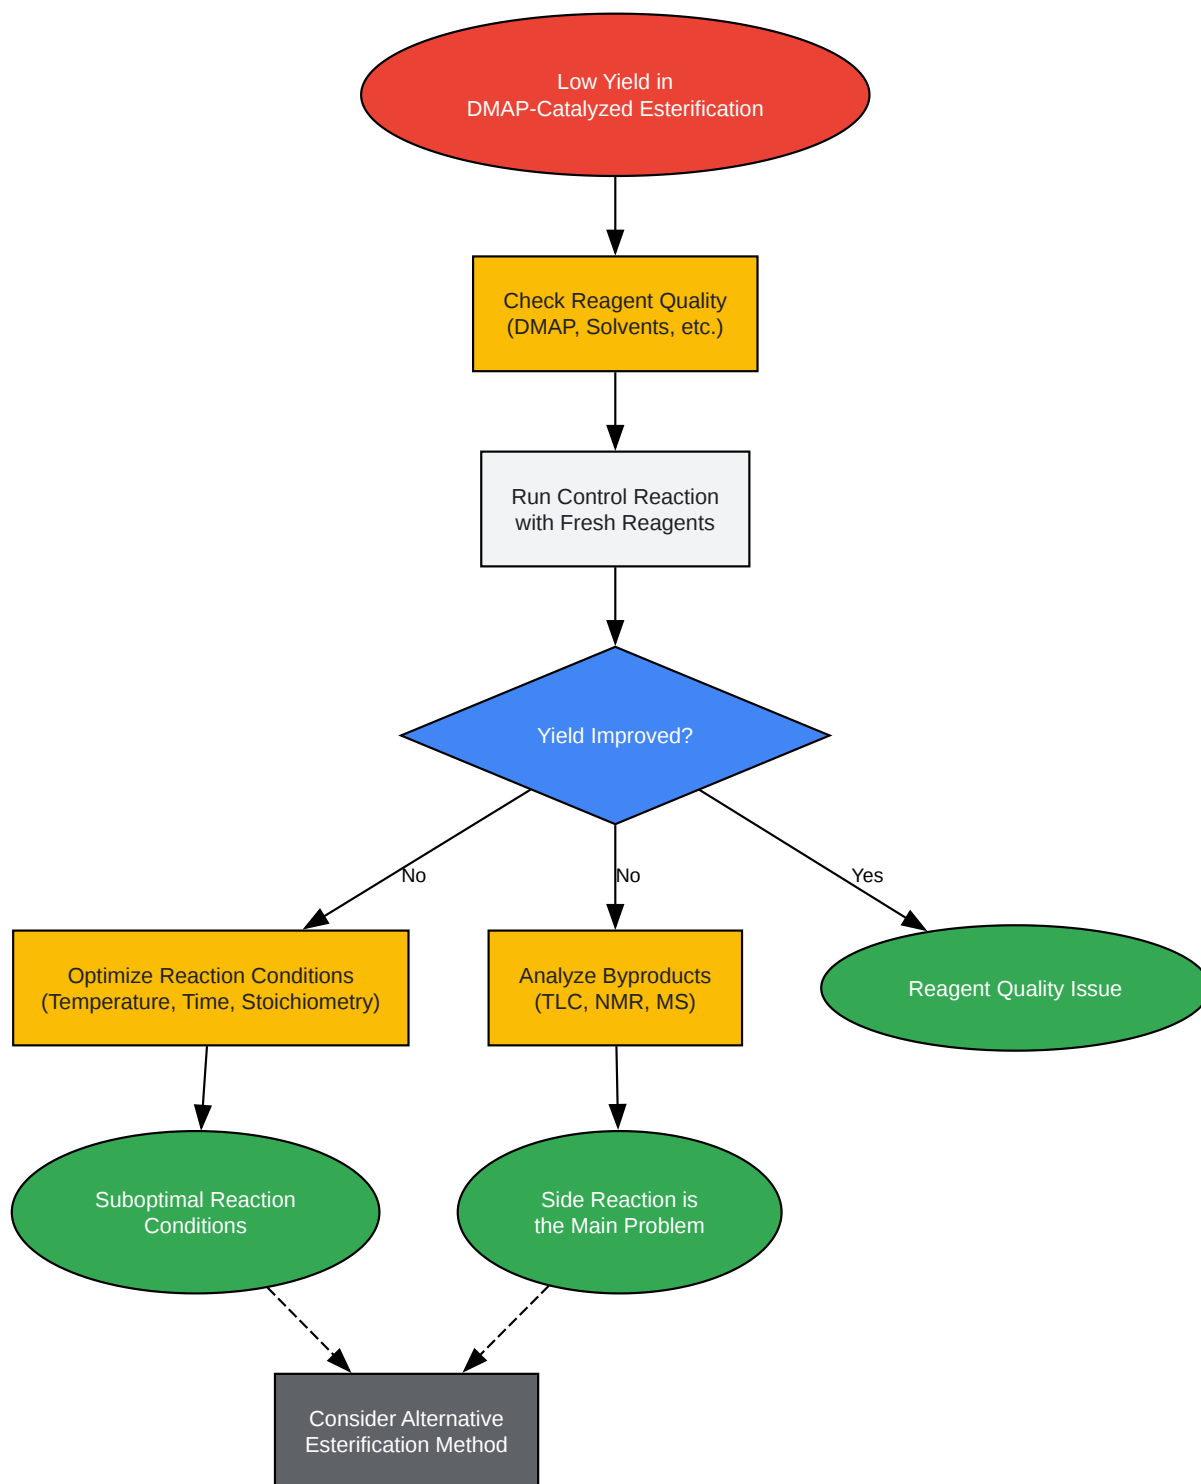 Low Yield in
DMAP-Catalyzed Esterification
Check Reagent Quality
(DMAP, Solvents, etc.)
Run Control Reaction
with Fresh Reagents
Yield Improved?
No
No
Yes
Optimize Reaction Conditions
(Temperature, Time, Stoichiometry)
Analyze Byproducts
(TLC, NMR, MS)
Reagent Quality Issue
Suboptimal Reaction
Conditions
Side Reaction is
the Main Problem
Consider Alternative
Esterification Method